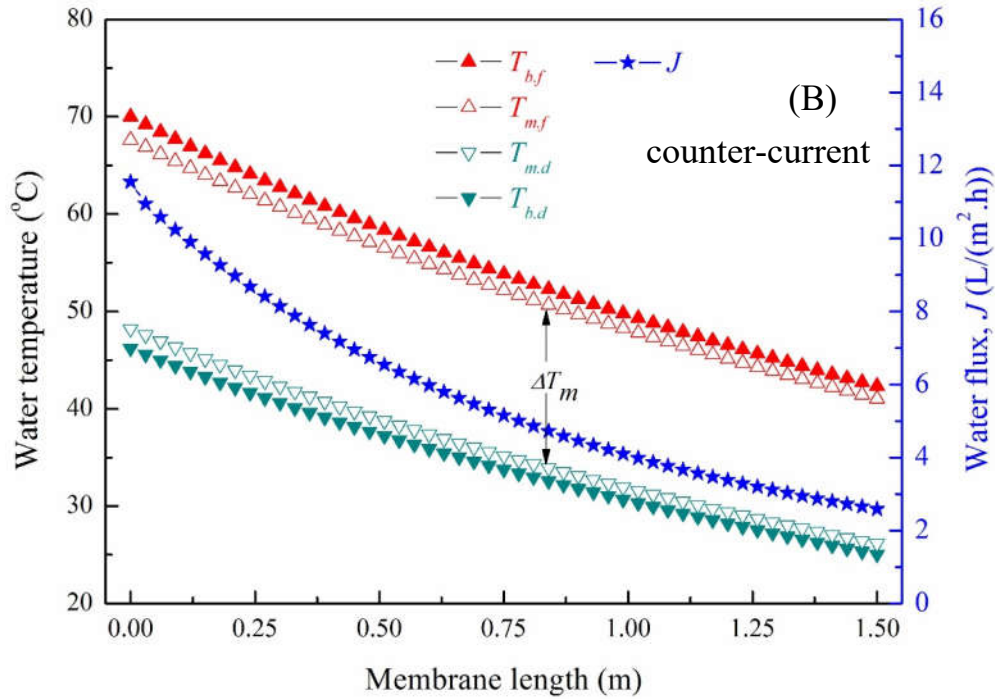 80
70
60
50
40
30
20
Water temperature (°C)
0.00 0.25 0.50 0.75 1.00 1.25 1.50
Membrane length (m)
16
14
12
10
8
6
4
2
0
Water flux, J (L/(m².h)
T_b.f
T_m.f
T_m.d
T_b.d
J
(B)
counter-current
ΔT_m